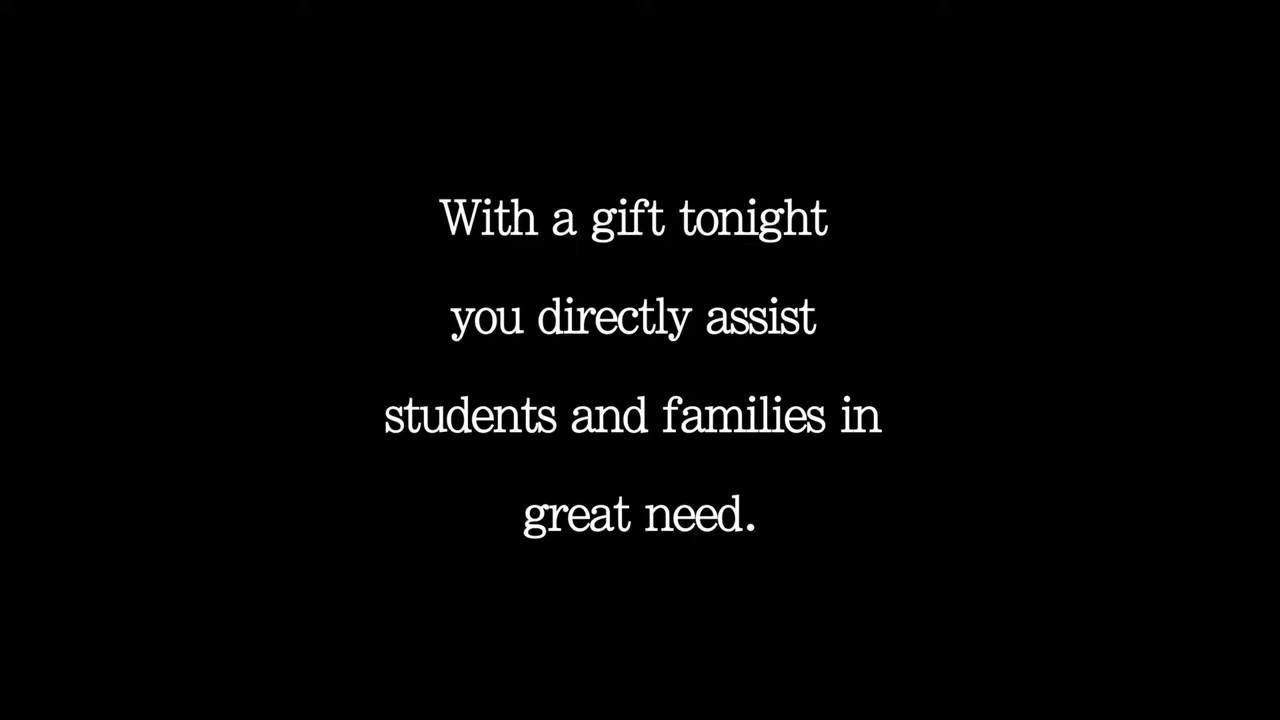 With a gift tonight
you directly assist
students and families in
great need.